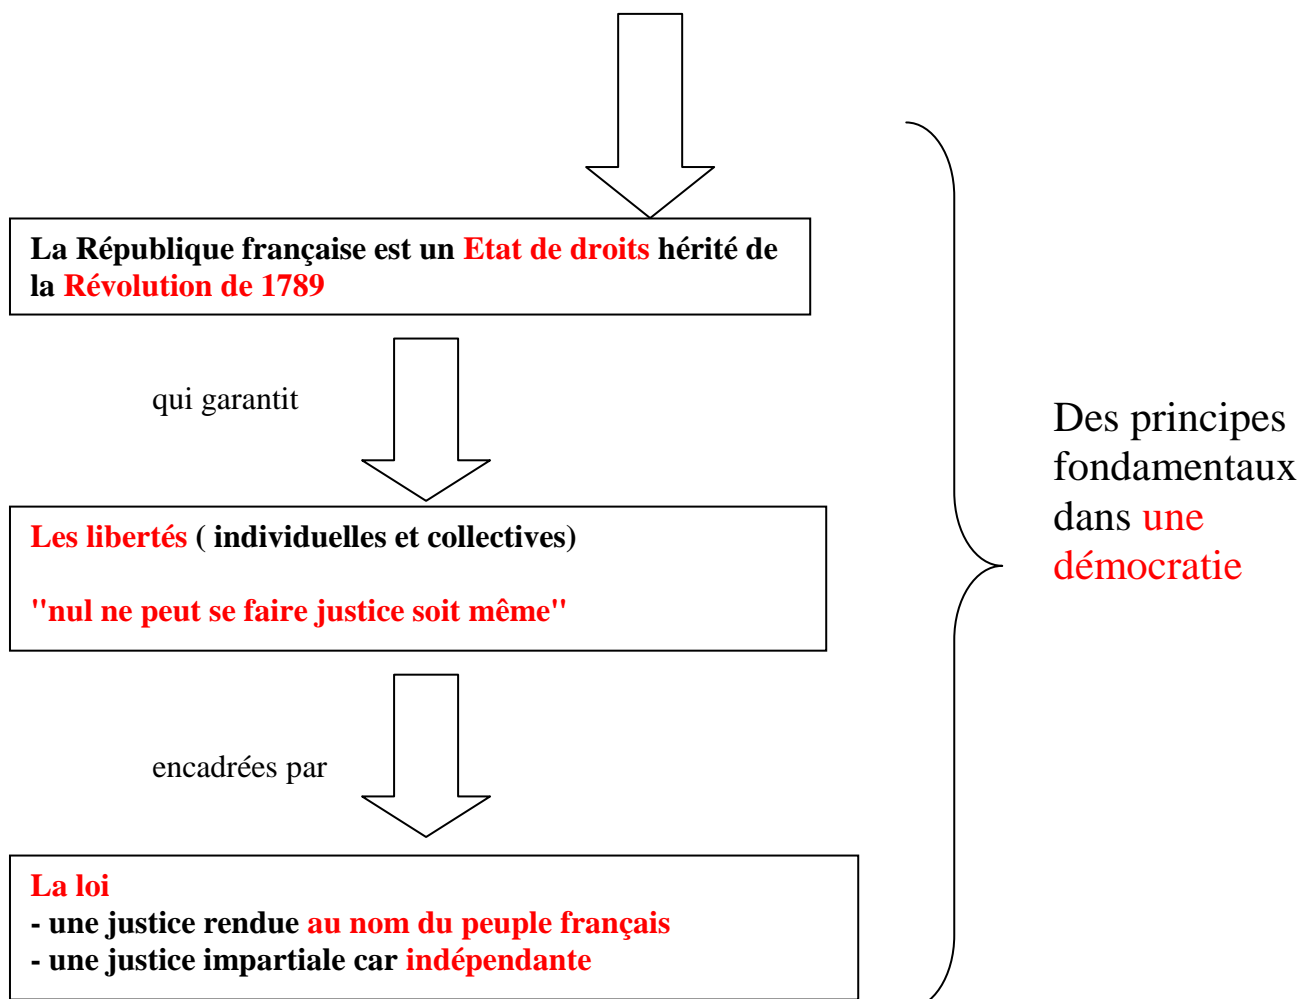 La République française est un Etat de droits hérité de
la Révolution de 1789
qui garantit
Les libertés ( individuelles et collectives)
"nul ne peut se faire justice soit même"
encadrées par
La loi
- une justice rendue au nom du peuple français
- une justice impartiale car indépendante
Des principes
fondamentaux
dans une
démocratie